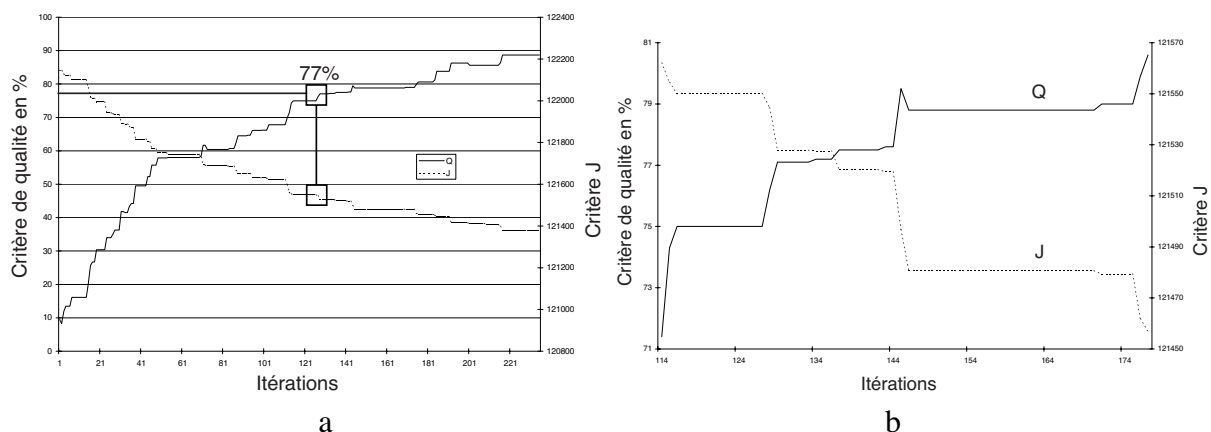 Critère de qualité en %
100
90
80
70
60
50
40
30
20
10
0
77%
Q
J
122400
122200
122000
121800
121600
121400
121200
121000
120800
Critère J
1 21 41 61 81 101 121 141 161 181 201 221
Itérations
a
Critère de qualité en %
81
79
77
75
73
71
Q
J
121570
121550
121530
121510
121490
121470
121450
Critère J
114 124 134 144 154 164 174
Itérations
b